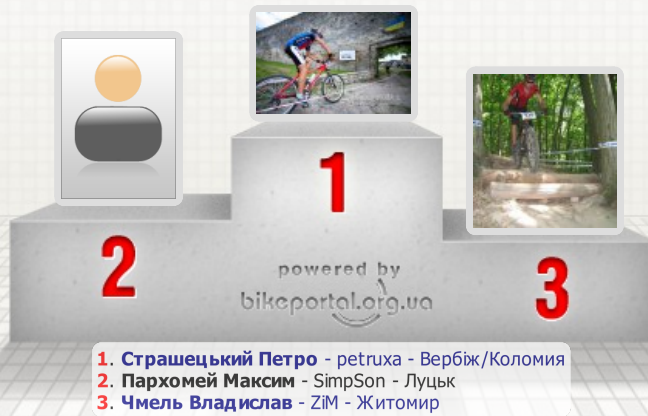 1
2
3
powered by
bikeportal.org.ua
1. Страшецький Петро - petruxa - Вербіж/Коломия
2. Пархомей Максим - SimpSon - Луцьк
3. Чмель Владислав - ZiM - Житомир